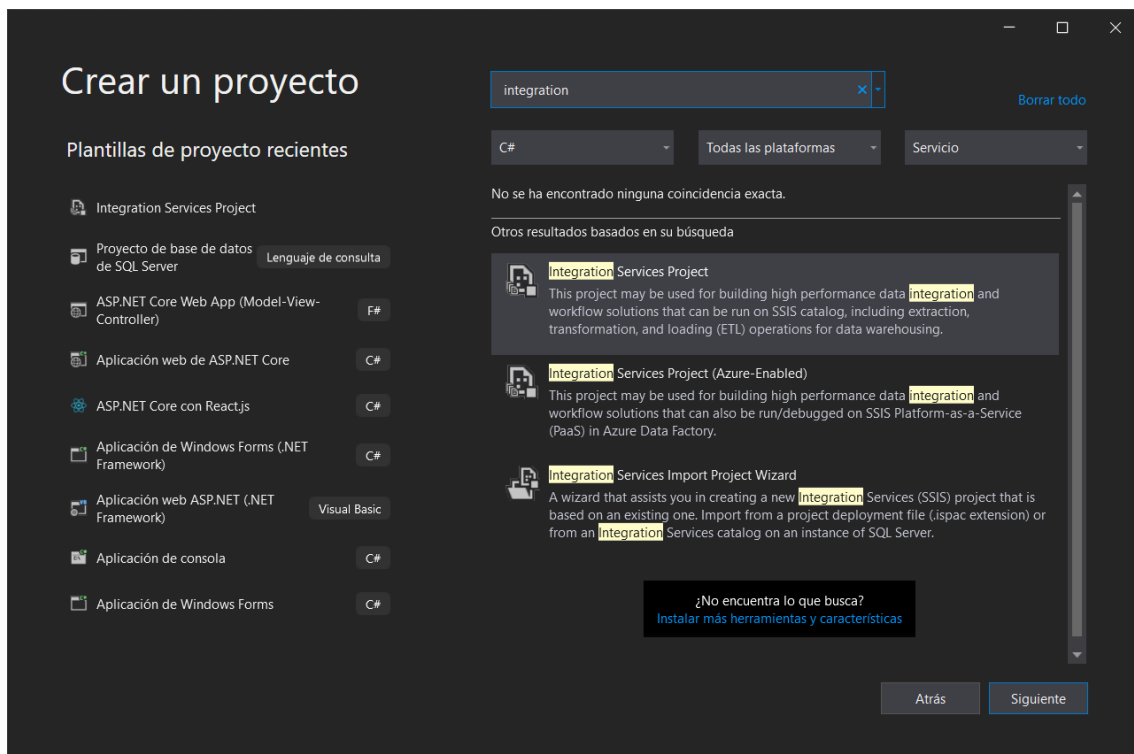 Crear un proyecto
Plantillas de proyecto recientes
Integration Services Project
Proyecto de base de datos
de SQL Server
Lenguaje de consulta
ASP.NET Core Web App (Model-View-
Controller)
F#
Aplicación web de ASP.NET Core
C#
ASP.NET Core con React.js
C#
Aplicación de Windows Forms (.NET
Framework)
C#
Aplicación web ASP.NET (.NET
Framework)
Visual Basic
Aplicación de consola
C#
Aplicación de Windows Forms
C#
integration
Borrar todo
C#
Todas las plataformas
Servicio
No se ha encontrado ninguna coincidencia exacta.
Otros resultados basados en su búsqueda
Integration Services Project
This project may be used for building high performance data integration and
workflow solutions that can be run on SSIS catalog, including extraction,
transformation, and loading (ETL) operations for data warehousing.
Integration Services Project (Azure-Enabled)
This project may be used for building high performance data integration and
workflow solutions that can also be run/debugged on SSIS Platform-as-a-Service
(PaaS) in Azure Data Factory.
Integration Services Import Project Wizard
A wizard that assists you in creating a new Integration Services (SSIS) project that is
based on an existing one. Import from a project deployment file (.ispac extension) or
from an Integration Services catalog on an instance of SQL Server.
¿No encuentra lo que busca?
Instalar más herramientas y características
Atrás
Siguiente